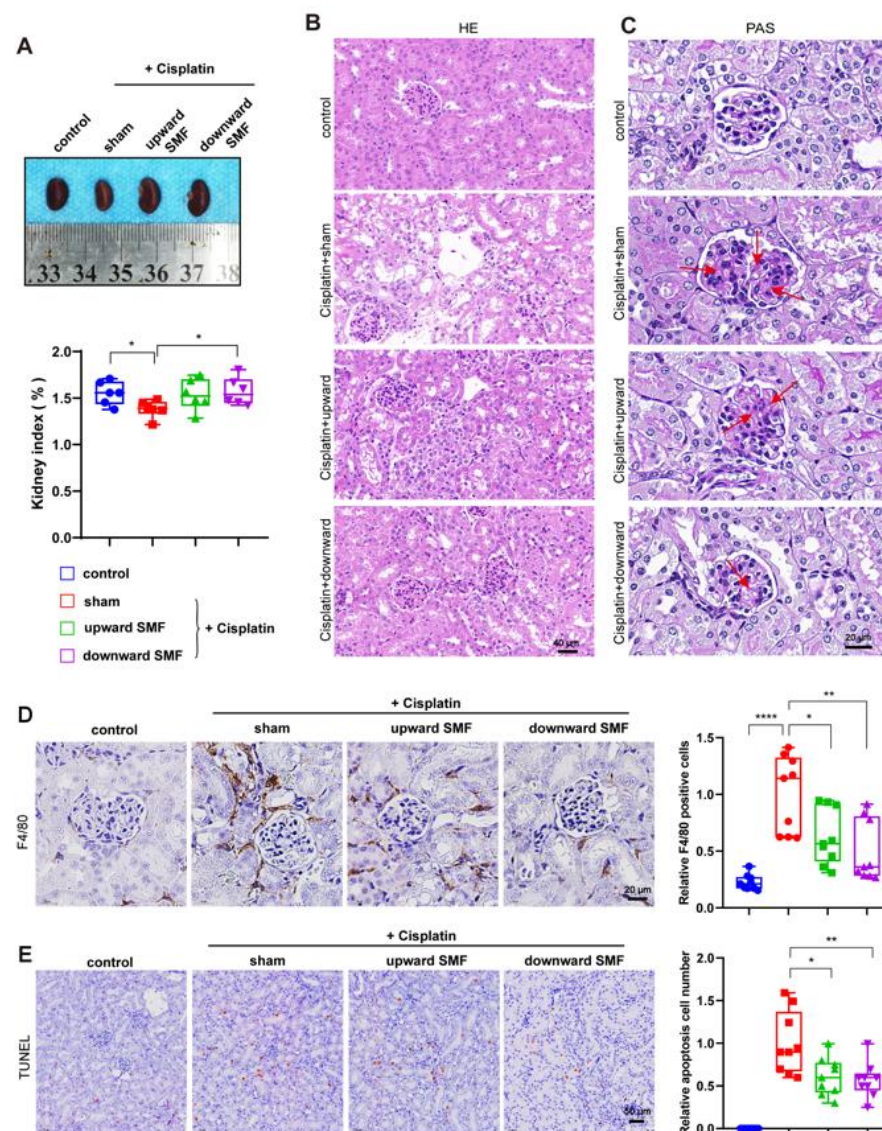 A
+ Cisplatin
control
sham
upward SMF
downward SMF
33 34 35 36 37 38
Kidney index ( % )
2.0
1.5
1.0
0.5
0.0
*
*
control
sham
upward SMF
downward SMF
+ Cisplatin
B
HE
control
Cisplatin+sham
Cisplatin+upward
Cisplatin+downward
40 μm
C
PAS
control
Cisplatin+sham
Cisplatin+upward
Cisplatin+downward
20 μm
D
+ Cisplatin
control
sham
upward SMF
downward SMF
F4/80
20 μm
Relative F4/80 positive cells
1.5
1.0
0.5
0.0
****
*
**
E
+ Cisplatin
control
sham
upward SMF
downward SMF
TUNEL
50 μm
Relative apoptosis cell number
2.0
1.5
1.0
0.5
0.0
*
**